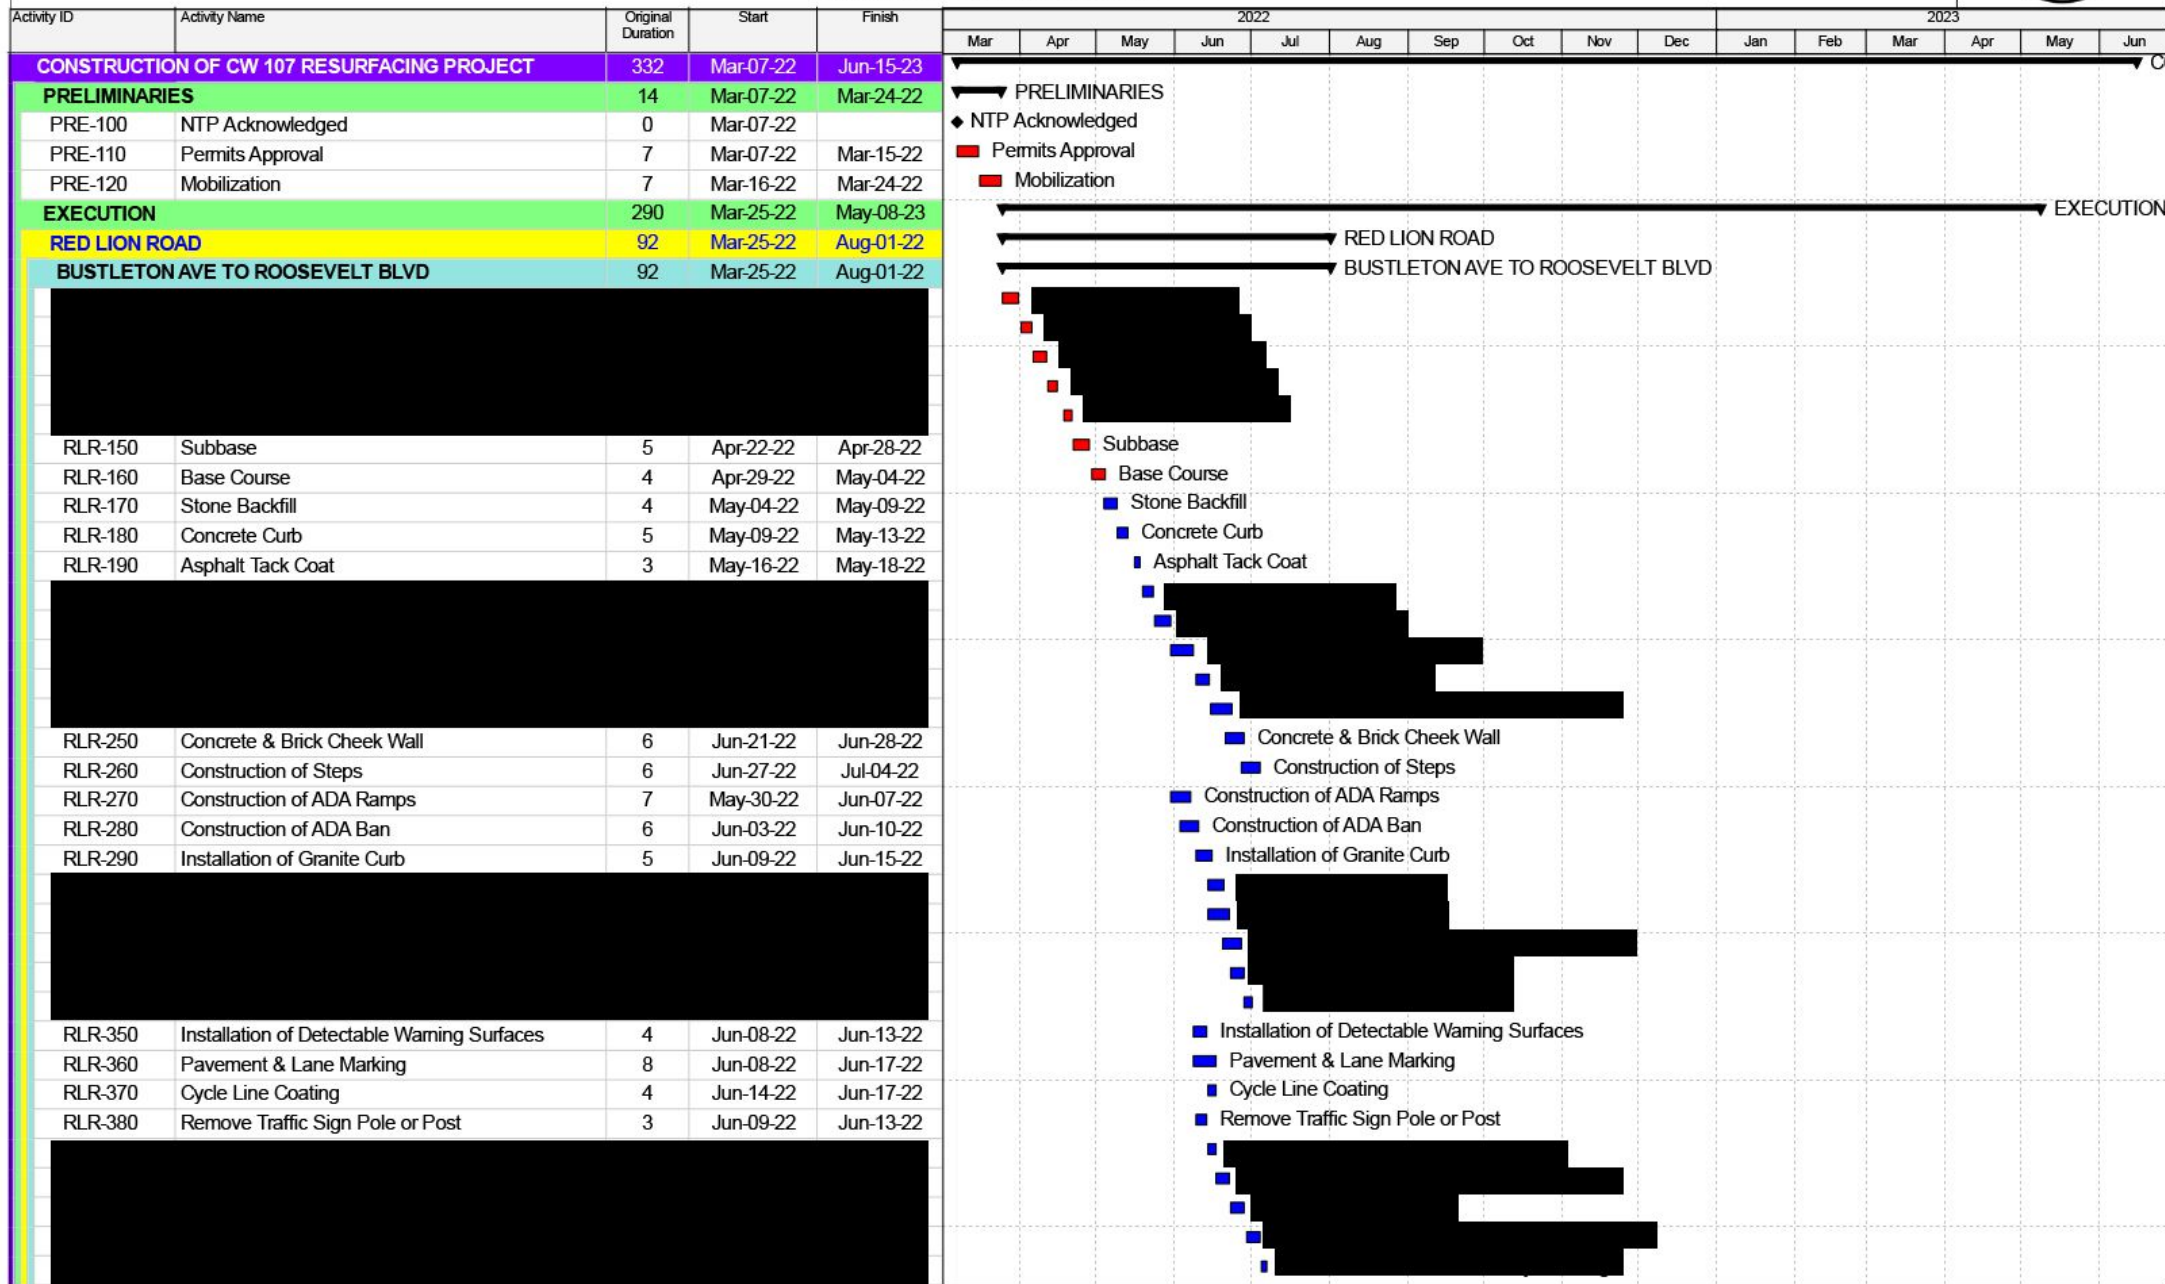 Activity ID Activity Name Original Duration Start Finish 2022 2023
Mar Apr May Jun Jul Aug Sep Oct Nov Dec Jan Feb Mar Apr May Jun
CONSTRUCTION OF CW 107 RESURFACING PROJECT 332 Mar-07-22 Jun-15-23
PRELIMINARIES 14 Mar-07-22 Mar-24-22 PRELIMINARIES
PRE-100 NTP Acknowledged 0 Mar-07-22 NTP Acknowledged
PRE-110 Permits Approval 7 Mar-07-22 Mar-15-22 Permits Approval
PRE-120 Mobilization 7 Mar-16-22 Mar-24-22 Mobilization
EXECUTION 290 Mar-25-22 May-08-23 EXECUTION
RED LION ROAD 92 Mar-25-22 Aug-01-22 RED LION ROAD
BUSTLETON AVE TO ROOSEVELT BLVD 92 Mar-25-22 Aug-01-22 BUSTLETON AVE TO ROOSEVELT BLVD
RLR-150 Subbase 5 Apr-22-22 Apr-28-22 Subbase
RLR-160 Base Course 4 Apr-29-22 May-04-22 Base Course
RLR-170 Stone Backfill 4 May-04-22 May-09-22 Stone Backfill
RLR-180 Concrete Curb 5 May-09-22 May-13-22 Concrete Curb
RLR-190 Asphalt Tack Coat 3 May-16-22 May-18-22 Asphalt Tack Coat
RLR-250 Concrete & Brick Cheek Wall 6 Jun-21-22 Jun-28-22 Concrete & Brick Cheek Wall
RLR-260 Construction of Steps 6 Jun-27-22 Jul-04-22 Construction of Steps
RLR-270 Construction of ADA Ramps 7 May-30-22 Jun-07-22 Construction of ADA Ramps
RLR-280 Construction of ADA Ban 6 Jun-03-22 Jun-10-22 Construction of ADA Ban
RLR-290 Installation of Granite Curb 5 Jun-09-22 Jun-15-22 Installation of Granite Curb
RLR-350 Installation of Detectable Warning Surfaces 4 Jun-08-22 Jun-13-22 Installation of Detectable Warning Surfaces
RLR-360 Pavement & Lane Marking 8 Jun-08-22 Jun-17-22 Pavement & Lane Marking
RLR-370 Cycle Line Coating 4 Jun-14-22 Jun-17-22 Cycle Line Coating
RLR-380 Remove Traffic Sign Pole or Post 3 Jun-09-22 Jun-13-22 Remove Traffic Sign Pole or Post